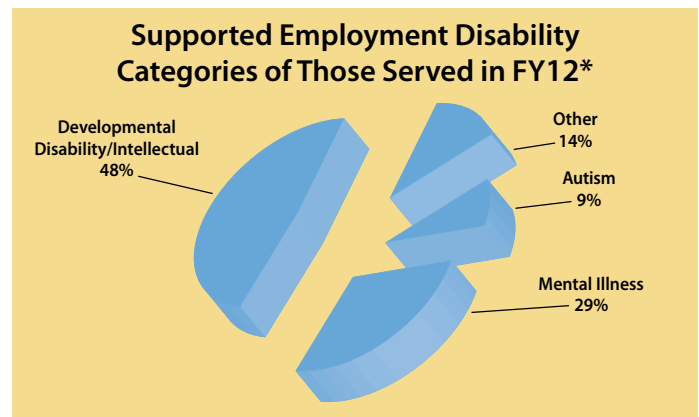 Supported Employment Disability
Categories of Those Served in FY12*
Developmental
Disability/Intellectual
48%
Other
14%
Autism
9%
Mental Illness
29%